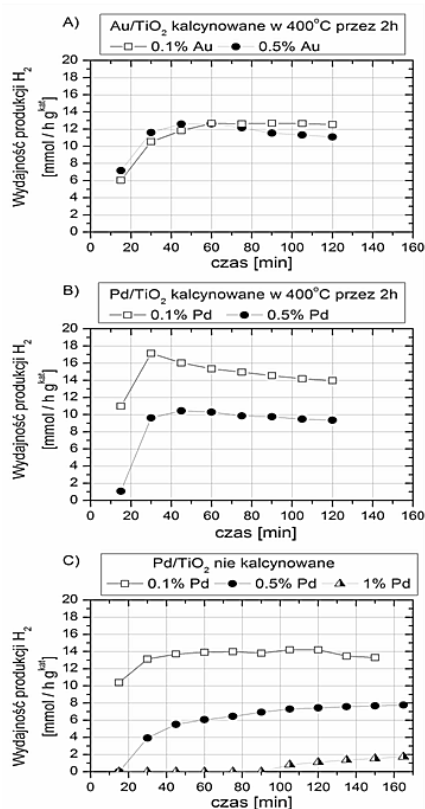 A)
Au/TiO₂ kalcynowane w 400°C przez 2h
0.1% Au 0.5% Au
Wydajność produkcji H₂
[mmol / h gᵏᵃᵗ]
20
18
16
14
12
10
8
6
4
2
0
0 20 40 60 80 100 120 140 160
czas [min]
B)
Pd/TiO₂ kalcynowane w 400°C przez 2h
0.1% Pd 0.5% Pd
Wydajność produkcji H₂
[mmol / h gᵏᵃᵗ]
20
18
16
14
12
10
8
6
4
2
0
0 20 40 60 80 100 120 140 160
czas [min]
C)
Pd/TiO₂ nie kalcynowane
0.1% Pd 0.5% Pd 1% Pd
Wydajność produkcji H₂
[mmol / h gᵏᵃᵗ]
20
18
16
14
12
10
8
6
4
2
0
0 20 40 60 80 100 120 140 160
czas [min]